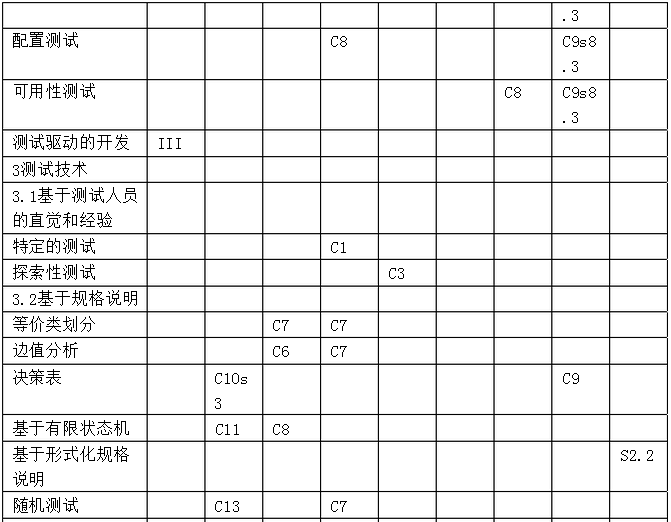 .3
配置测试 C8 C9s8
.3
可用性测试 C8 C9s8
.3
测试驱动的开发 III
3测试技术
3.1基于测试人员
的直觉和经验
特定的测试 C1
探索性测试 C3
3.2基于规格说明
等价类划分 C7 C7
边值分析 C6 C7
决策表 C10s C9
3
基于有限状态机 C11 C8
基于形式化规格 S2.2
说明
随机测试 C13 C7